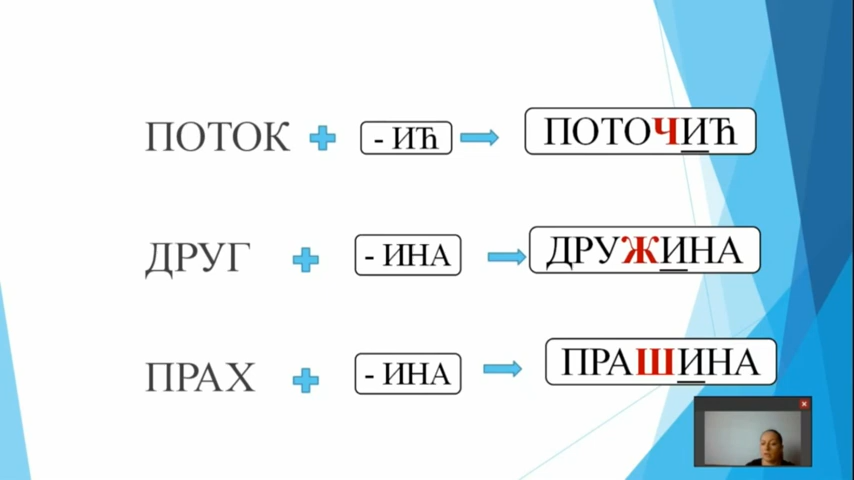 ПОТОК - ИЋ ПОТОЧИЋ
ДРУГ - ИНА ДРУЖИНА
ПРАХ - ИНА ПРАШИНА